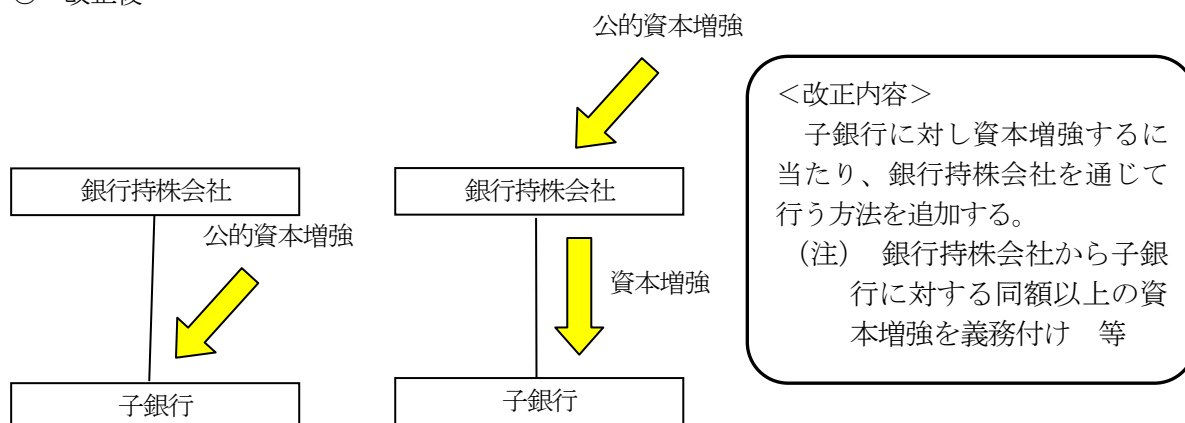 公的資本増強
銀行持株会社
公的資本増強
子銀行
銀行持株会社
資本増強
子銀行
<改正内容>
子銀行に対し資本増強するに
当たり、銀行持株会社を通じて
行う方法を追加する。
(注) 銀行持株会社から子銀
行に対する同額以上の資
本増強を義務付け 等